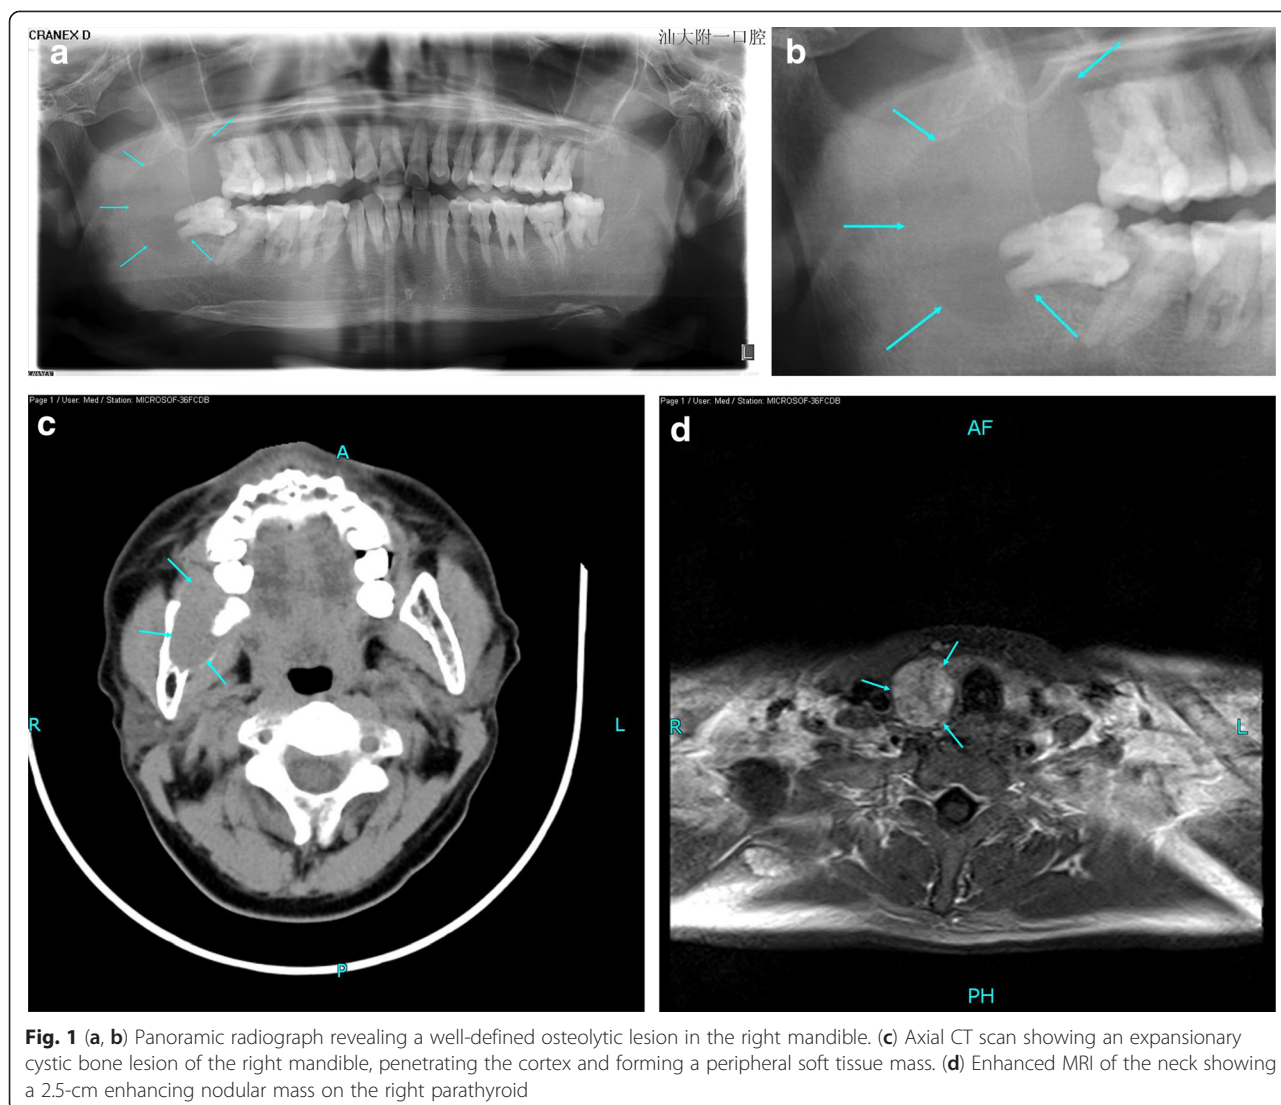 CRANEX D
a
汕大附一口腔
b
L
CRANEX
Page 1 / User: Med / Station: MICROSOF-36FCDB
c
A
R
L
P
Page 1 / User: Med / Station: MICROSOF-36FCDB
d
AF
R
L
PH
Fig. 1 (a, b) Panoramic radiograph revealing a well-defined osteolytic lesion in the right mandible. (c) Axial CT scan showing an expansionary
cystic bone lesion of the right mandible, penetrating the cortex and forming a peripheral soft tissue mass. (d) Enhanced MRI of the neck showing
a 2.5-cm enhancing nodular mass on the right parathyroid